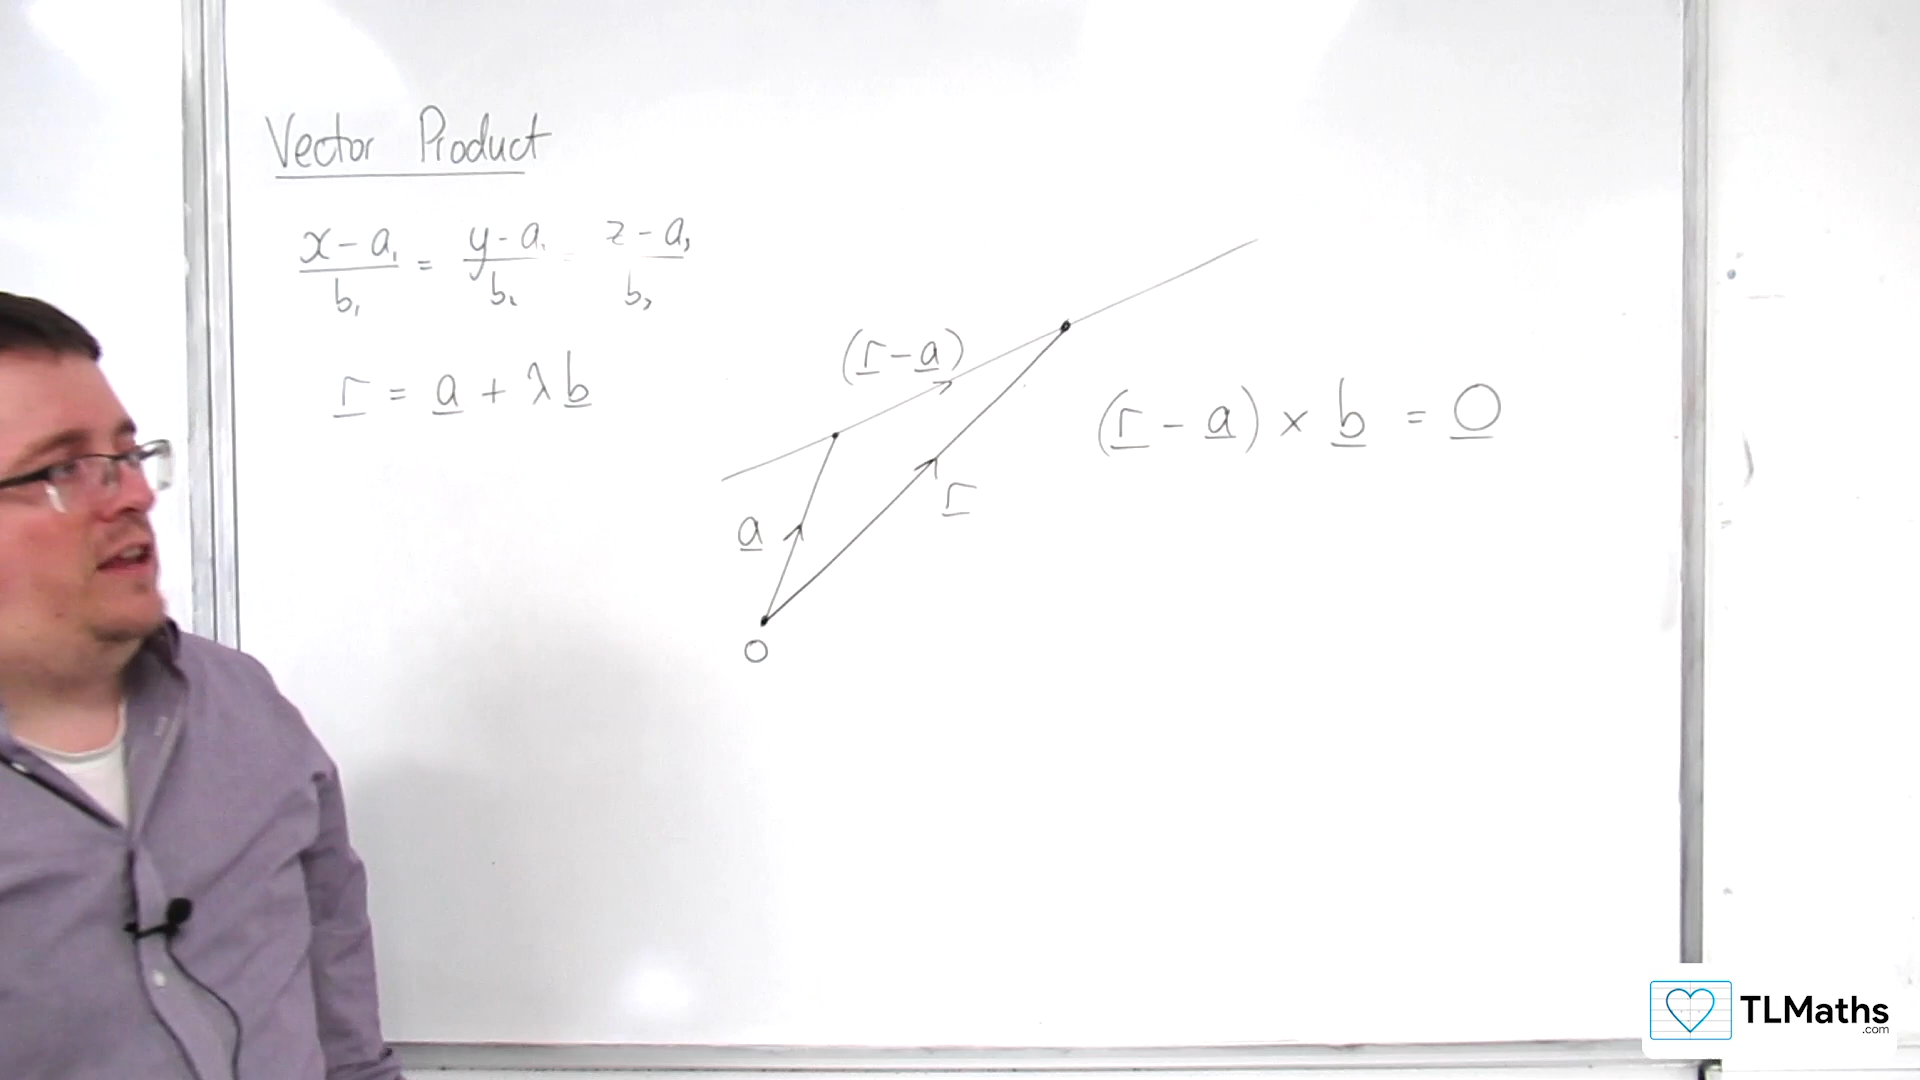 Vector Product
x - a₁ / b₁ = y - a₂ / b₂ = z - a₃ / b₃
r = a + λb
(r - a)
(r - a) × b = 0
r
a
O
TLMaths
.com